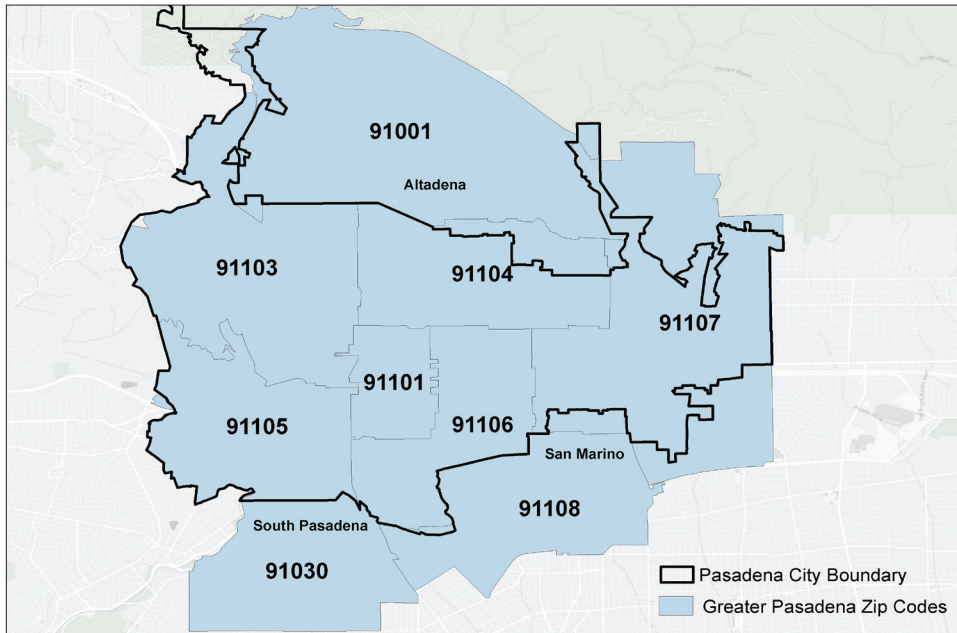 91001
Altadena
91103
91104
91107
91101
91105
91106
San Marino
91108
South Pasadena
91030
Pasadena City Boundary
Greater Pasadena Zip Codes